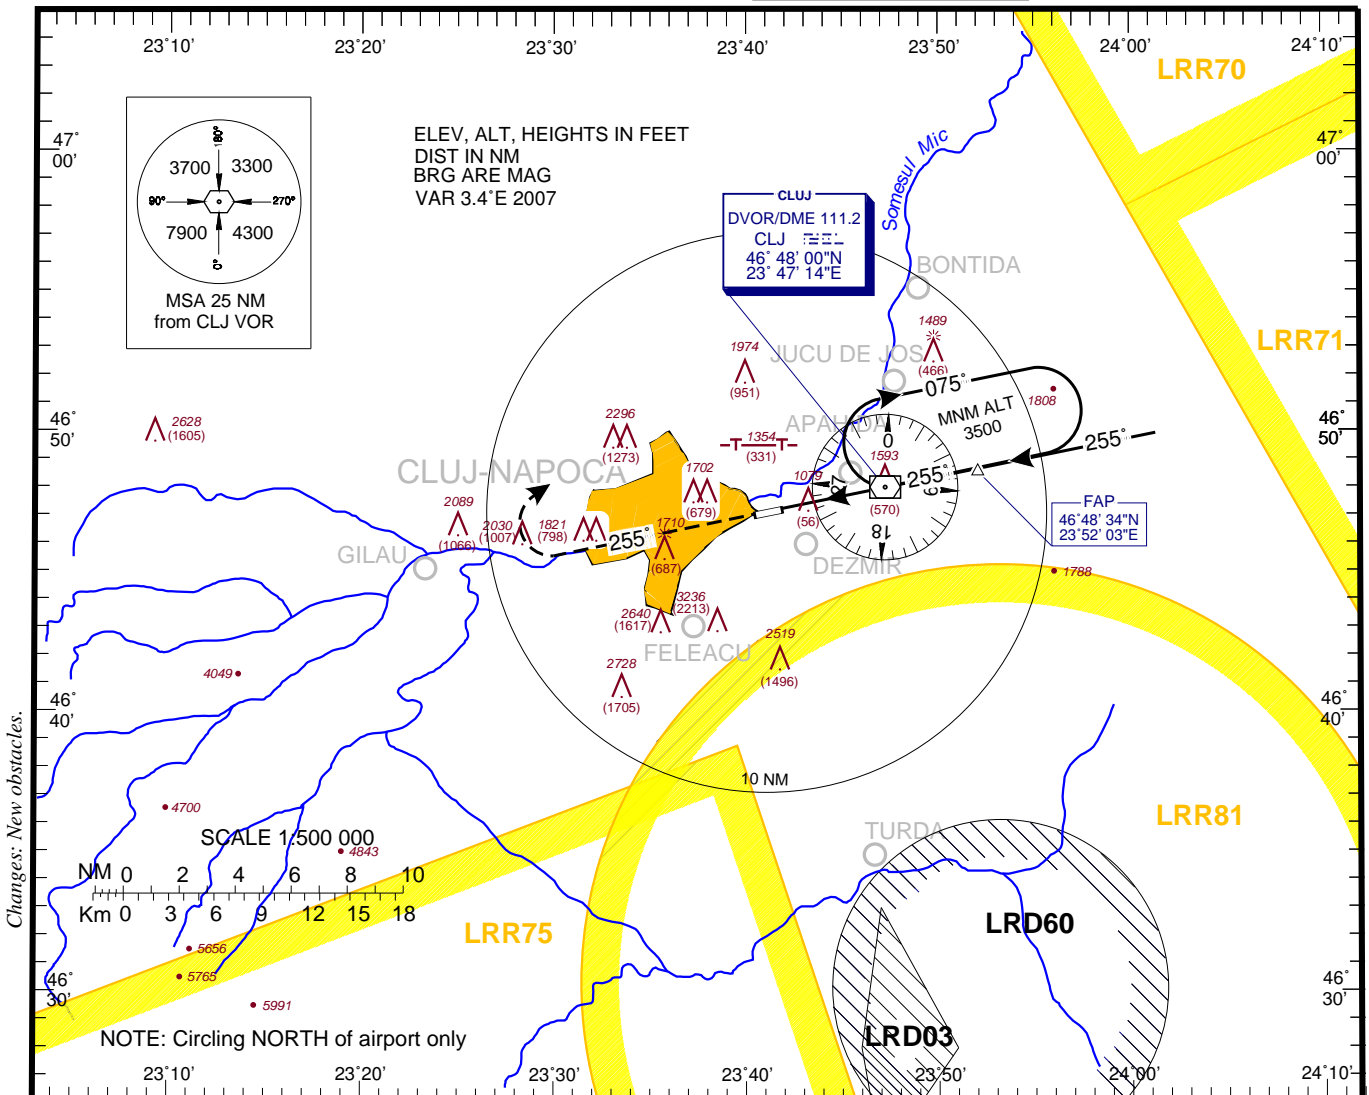 23˚10'
23˚20'
23˚30'
23˚40'
23˚50'
24˚00'
24˚10'
LRR70
47˚
00'
47˚
00'
180°
3700
3300
90°
270°
7900
4300
0°
MSA 25 NM
from CLJ VOR
ELEV, ALT, HEIGHTS IN FEET
DIST IN NM
BRG ARE MAG
VAR 3.4˚E 2007
Somesul Mic
CLUJ
DVOR/DME 111.2
CLJ
46˚ 48' 00"N
23˚ 47' 14"E
BONTIDA
LRR71
1489
(466)
1974
(951)
JUCU DE JOS
075˚
1808
MNM ALT
3500
46˚
50'
46˚
50'
2628
(1605)
2296
(1273)
APAHIDA
1354
(331)
0
255˚
1593
255˚
CLUJ-NAPOCA
1702
(679)
1079
(56)
27
9
(570)
18
FAP
46˚48' 34"N
23˚52' 03"E
2089
(1066)
2030
(1007)
1821
(798)
255˚
1710
(687)
GILAU
DEZMIR
1788
3236
(2213)
2640
(1617)
FELEACU
2519
(1496)
4049
2728
(1705)
46˚
40'
46˚
40'
10 NM
4700
SCALE 1:500 000
4843
LRR81
TURDA
NM 0 2 4 6 8 10
Km 0 3 6 9 12 15 18
LRR75
LRD60
5656
5765
5991
46˚
30'
46˚
30'
LRD03
NOTE: Circling NORTH of airport only
23˚10'
23˚20'
23˚30'
23˚40'
23˚50'
24˚00'
24˚10'
Changes: New obstacles.